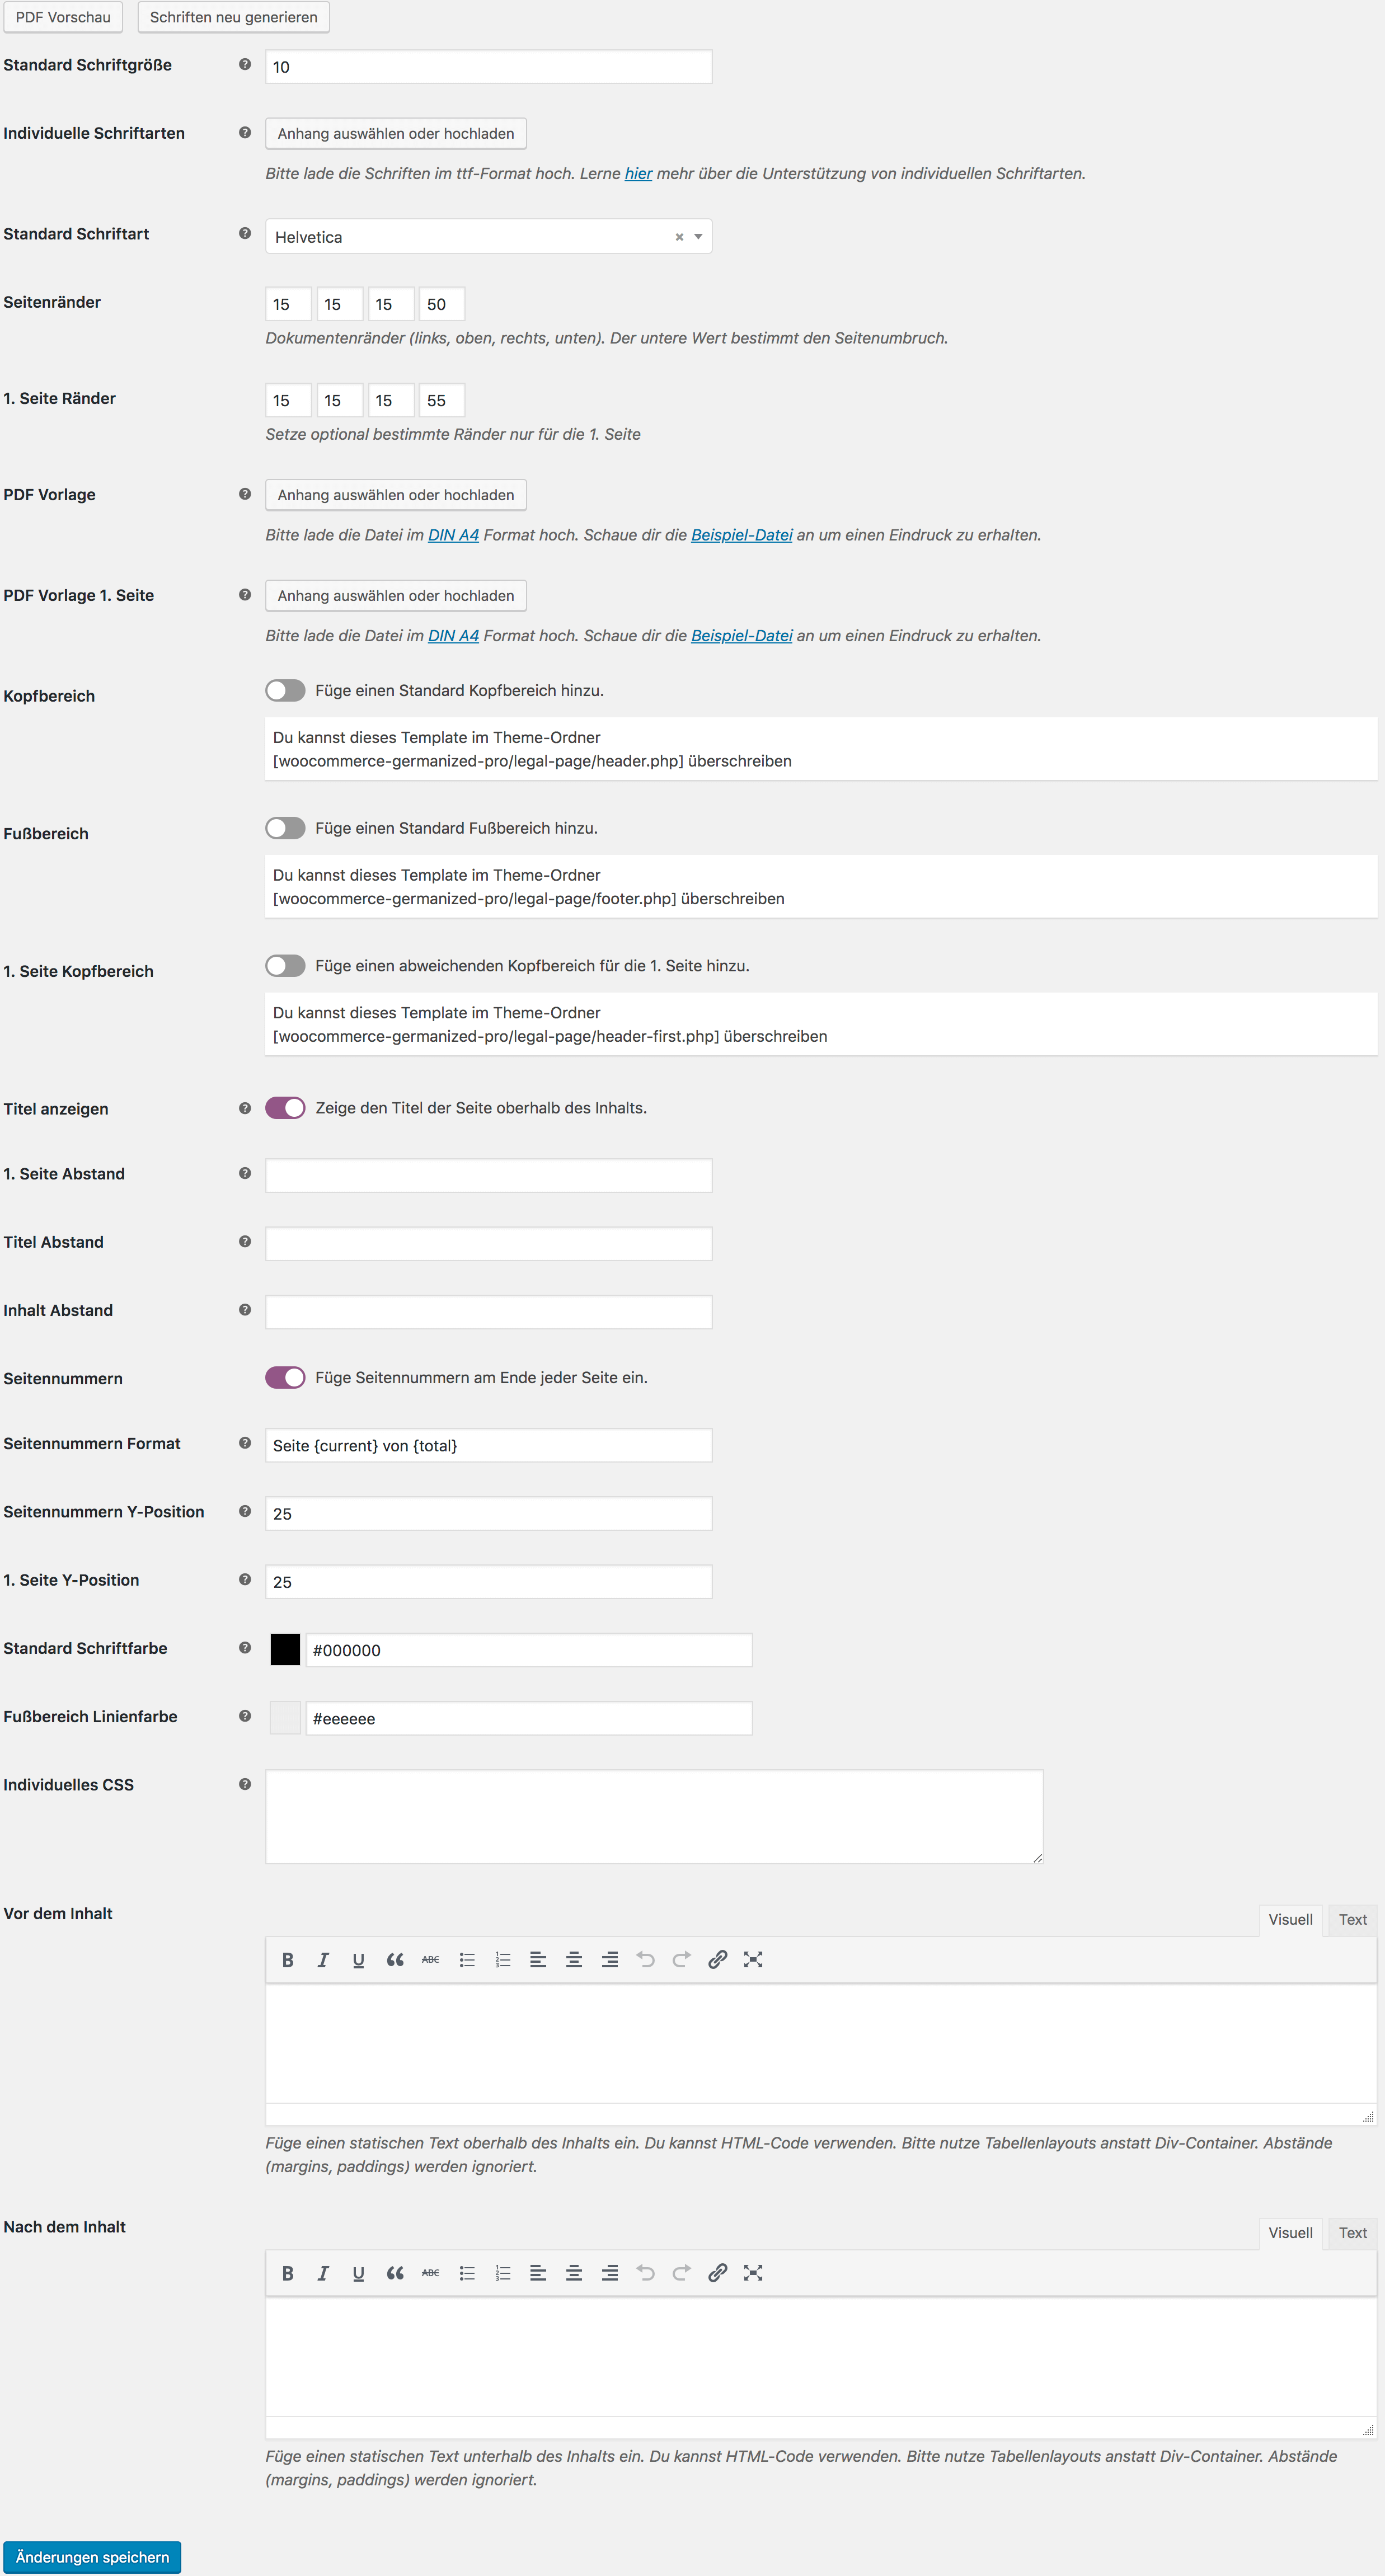 PDF Vorschau Schriften neu generieren
Standard Schriftgröße 10
Individuelle Schriftarten Anhang auswählen oder hochladen
Bitte lade die Schriften im ttf-Format hoch. Lerne hier mehr über die Unterstützung von individuellen Schriftarten.
Standard Schriftart Helvetica
Seitenränder 15 15 15 50
Dokumentenränder (links, oben, rechts, unten). Der untere Wert bestimmt den Seitenumbruch.
1. Seite Ränder 15 15 15 55
Setze optional bestimmte Ränder nur für die 1. Seite
PDF Vorlage Anhang auswählen oder hochladen
Bitte lade die Datei im DIN A4 Format hoch. Schaue dir die Beispiel-Datei an um einen Eindruck zu erhalten.
PDF Vorlage 1. Seite Anhang auswählen oder hochladen
Bitte lade die Datei im DIN A4 Format hoch. Schaue dir die Beispiel-Datei an um einen Eindruck zu erhalten.
Kopfbereich Füge einen Standard Kopfbereich hinzu.
Du kannst dieses Template im Theme-Ordner
[woocommerce-germanized-pro/legal-page/header.php] überschreiben
Fußbereich Füge einen Standard Fußbereich hinzu.
Du kannst dieses Template im Theme-Ordner
[woocommerce-germanized-pro/legal-page/footer.php] überschreiben
1. Seite Kopfbereich Füge einen abweichenden Kopfbereich für die 1. Seite hinzu.
Du kannst dieses Template im Theme-Ordner
[woocommerce-germanized-pro/legal-page/header-first.php] überschreiben
Titel anzeigen Zeige den Titel der Seite oberhalb des Inhalts.
1. Seite Abstand
Titel Abstand
Inhalt Abstand
Seitennummern Füge Seitennummern am Ende jeder Seite ein.
Seitennummern Format Seite {current} von {total}
Seitennummern Y-Position 25
1. Seite Y-Position 25
Standard Schriftfarbe #000000
Fußbereich Linienfarbe #eeeeee
Individuelles CSS
Vor dem Inhalt Visuell Text
B I U ABC
Füge einen statischen Text oberhalb des Inhalts ein. Du kannst HTML-Code verwenden. Bitte nutze Tabellenlayouts anstatt Div-Container. Abstände
(margins, paddings) werden ignoriert.
Nach dem Inhalt Visuell Text
B I U ABC
Füge einen statischen Text unterhalb des Inhalts ein. Du kannst HTML-Code verwenden. Bitte nutze Tabellenlayouts anstatt Div-Container. Abstände
(margins, paddings) werden ignoriert.
Änderungen speichern